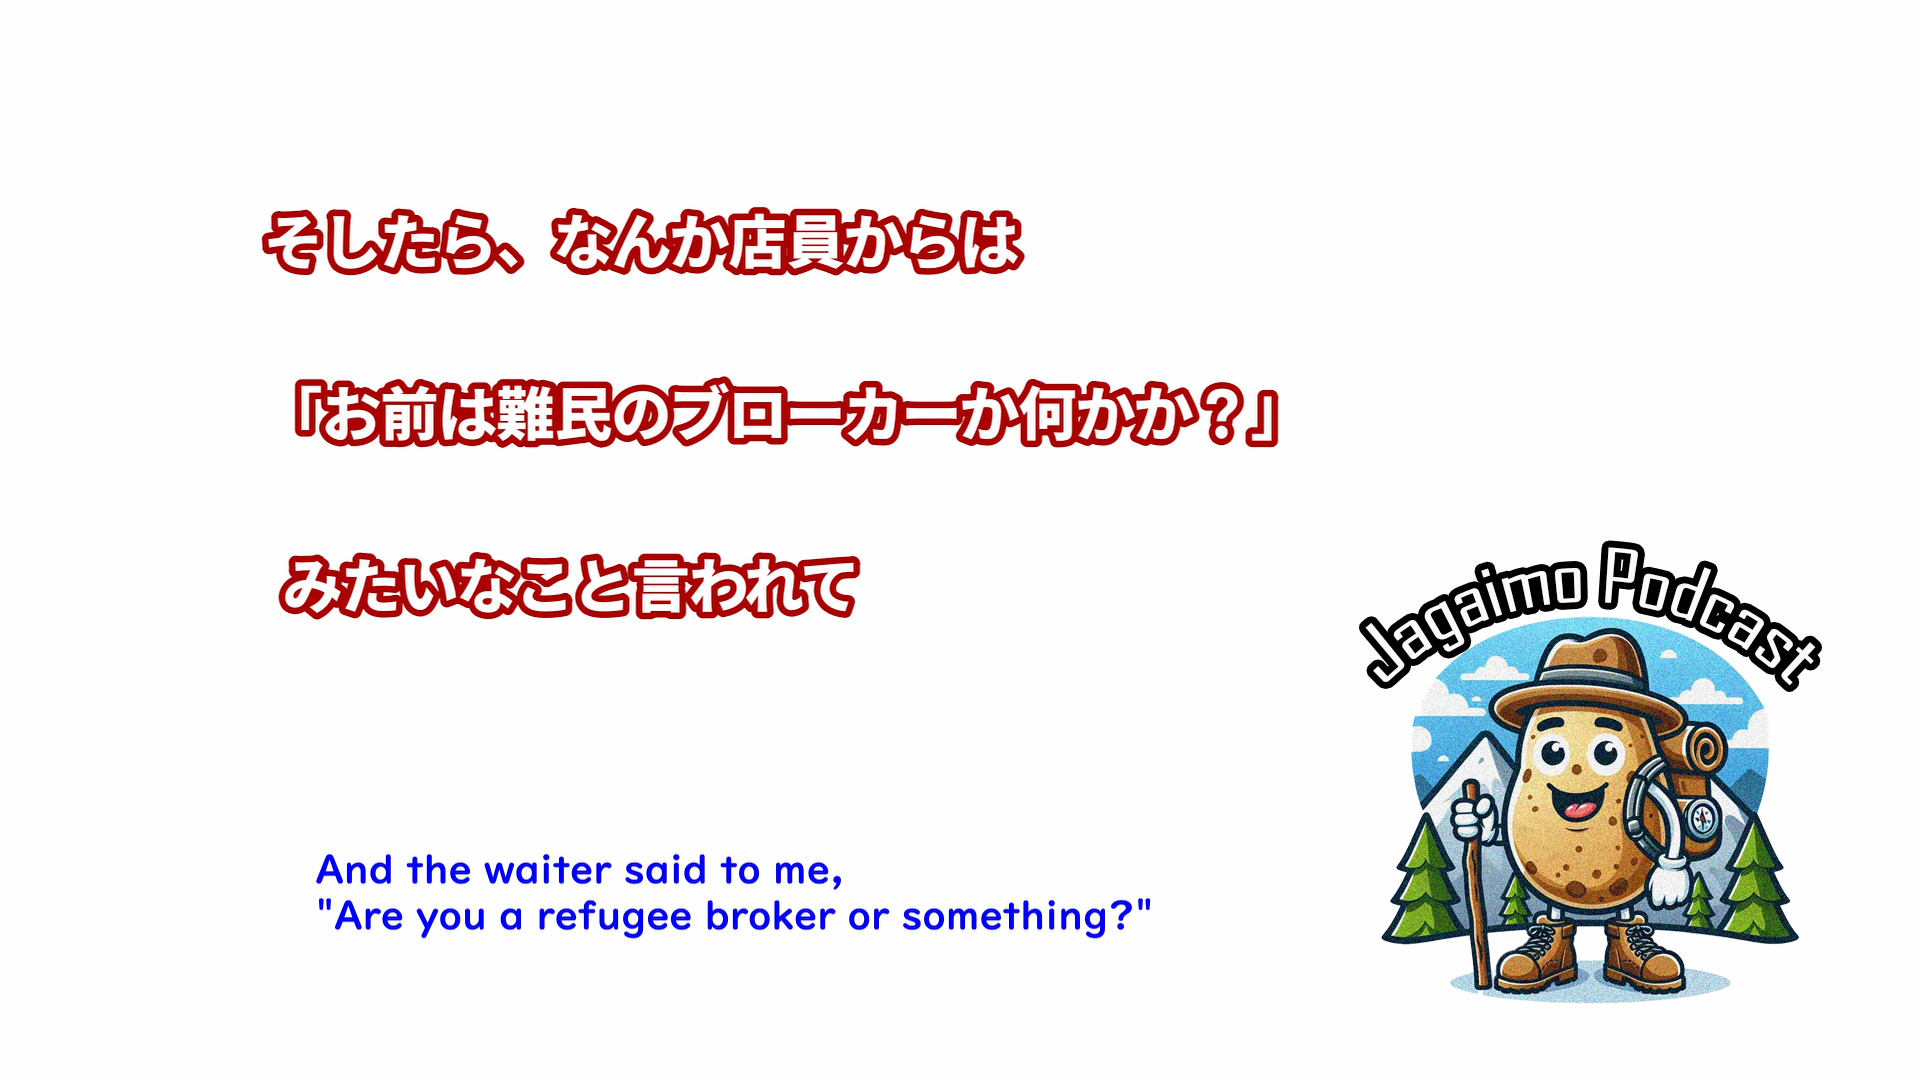 そしたら、なんか店員からは
「お前は難民のブローカーか何かか？」
みたいなこと言われて
Jagaimo Podcast
And the waiter said to me,
"Are you a refugee broker or something?"